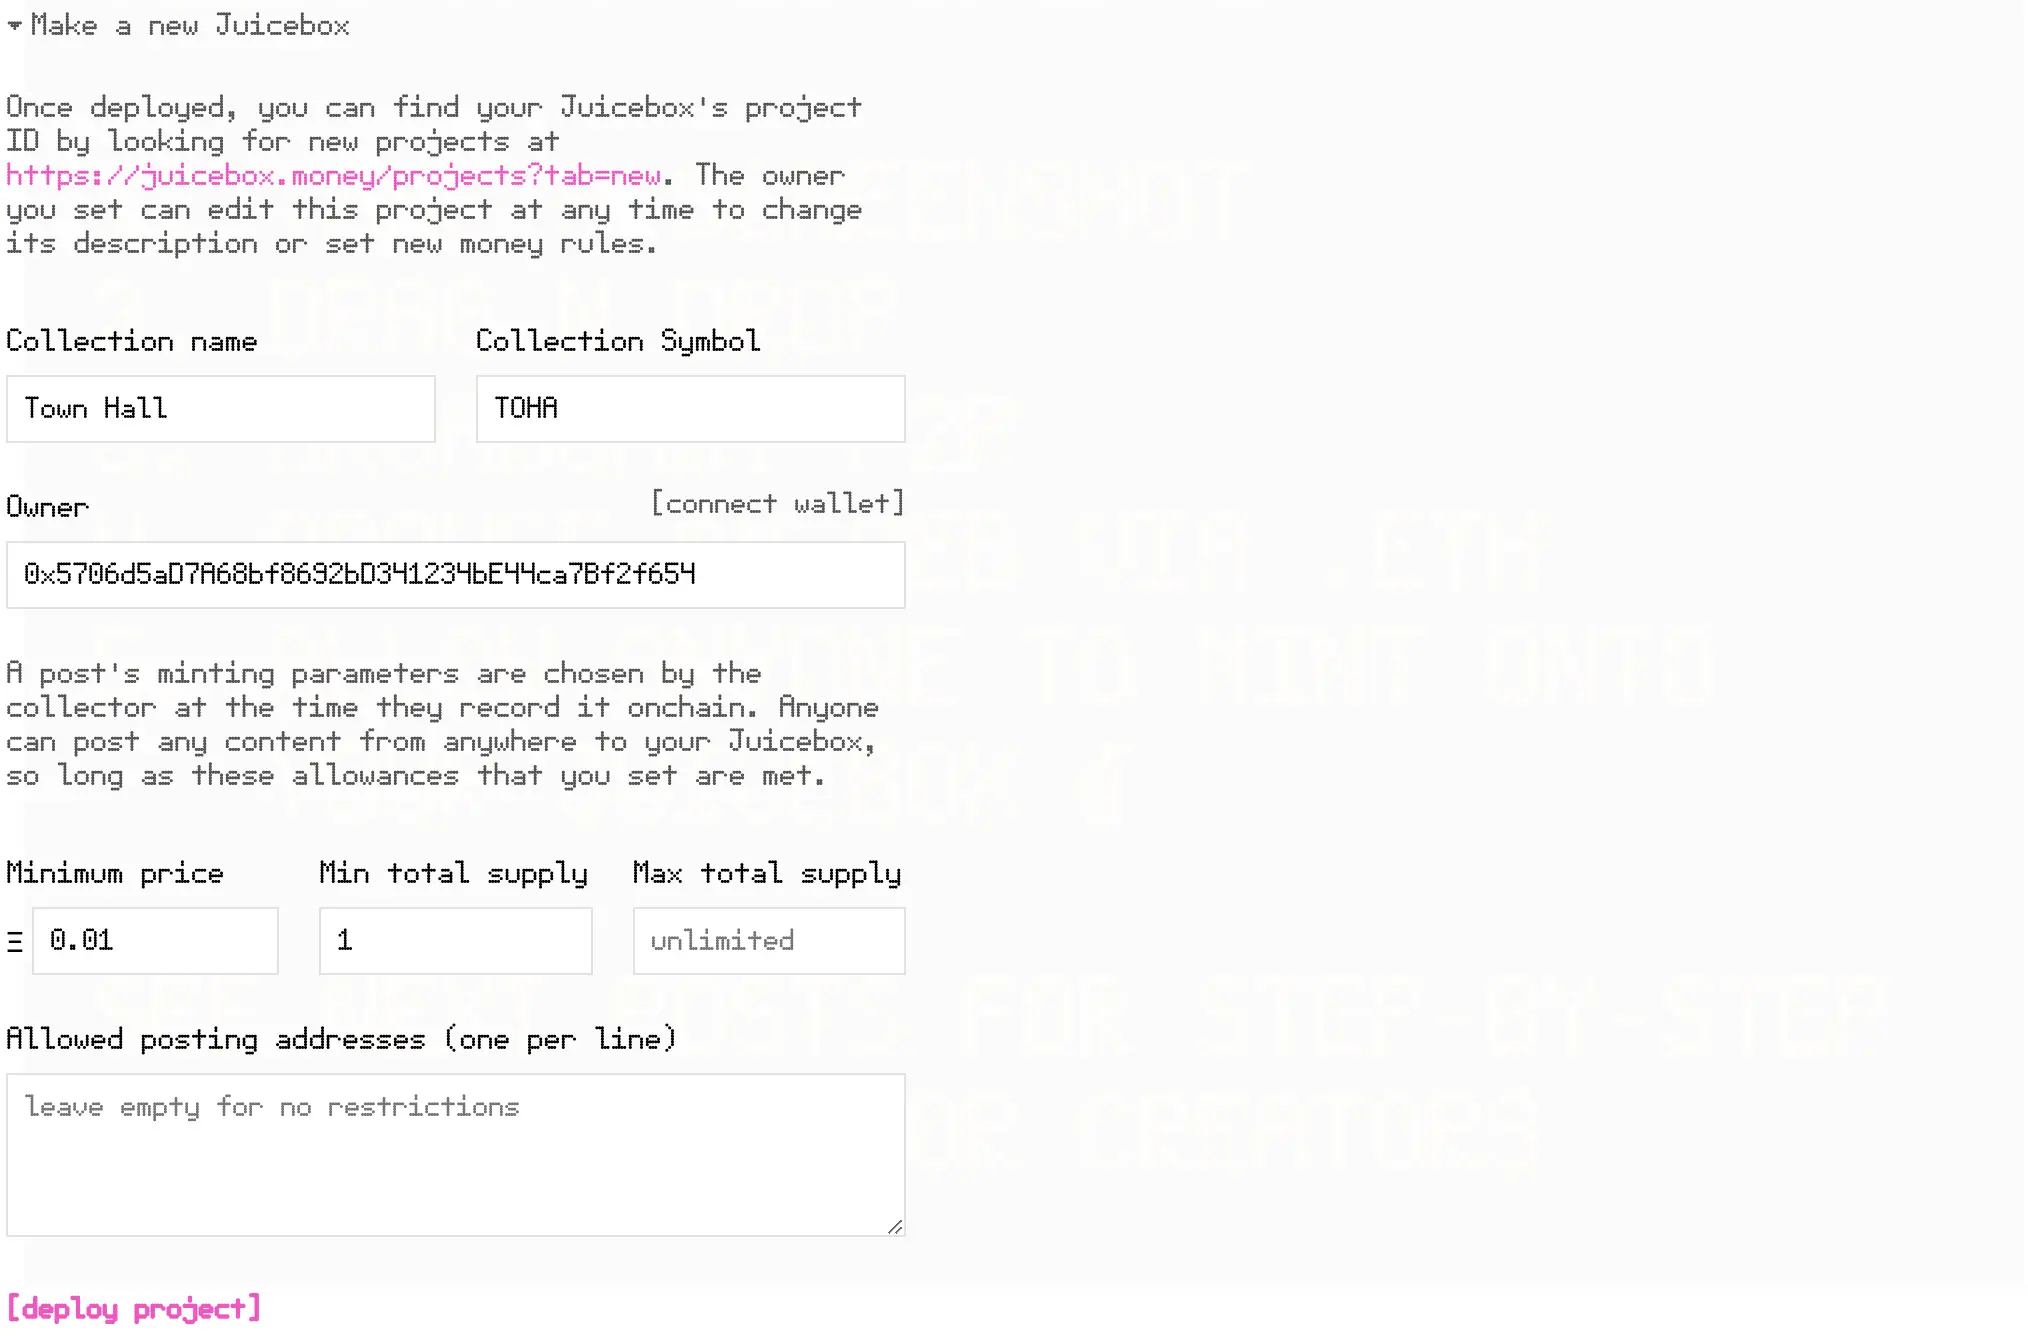 Make a new Juicebox
Once deployed, you can find your Juicebox's project
ID by looking for new projects at
https://juicebox.money/projects?tab=new. The owner
you set can edit this project at any time to change
its description or set new money rules.
Collection name Collection Symbol
Town Hall TOHA
Owner [connect wallet]
0x5706d5aD7A68bf8692bD341234bE44ca7Bf2f654
A post's minting parameters are chosen by the
collector at the time they record it onchain. Anyone
can post any content from anywhere to your Juicebox,
so long as these allowances that you set are met.
Minimum price Min total supply Max total supply
Ξ 0.01 1 unlimited
Allowed posting addresses (one per line)
leave empty for no restrictions
[deploy project]